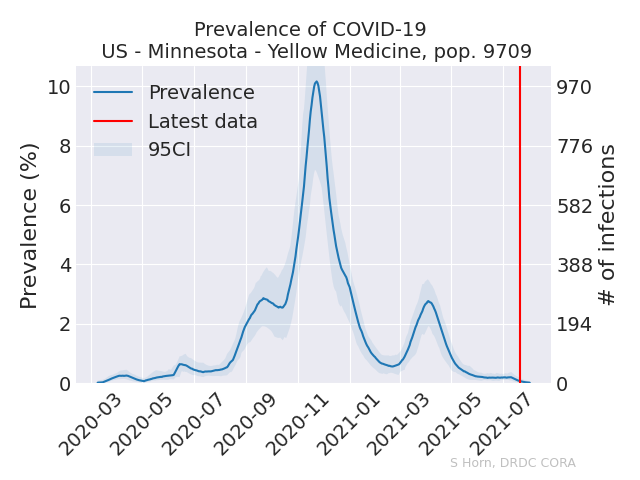 Prevalence of COVID-19
US - Minnesota - Yellow Medicine, pop. 9709
Prevalence
Latest data
95CI
Prevalence (%)
10
8
6
4
2
0
970
776
582
388
194
0
# of infections
2020-03
2020-05
2020-07
2020-09
2020-11
2021-01
2021-03
2021-05
2021-07
S Horn, DRDC CORA